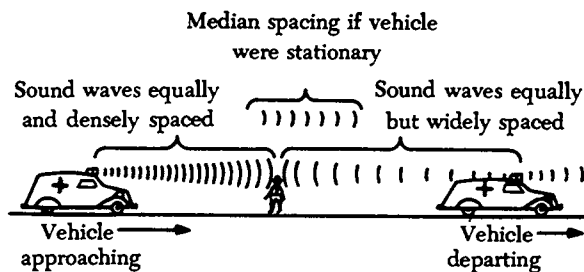 Median spacing if vehicle
were stationary
Sound waves equally
and densely spaced
Sound waves equally
but widely spaced
Vehicle
approaching
Vehicle
departing